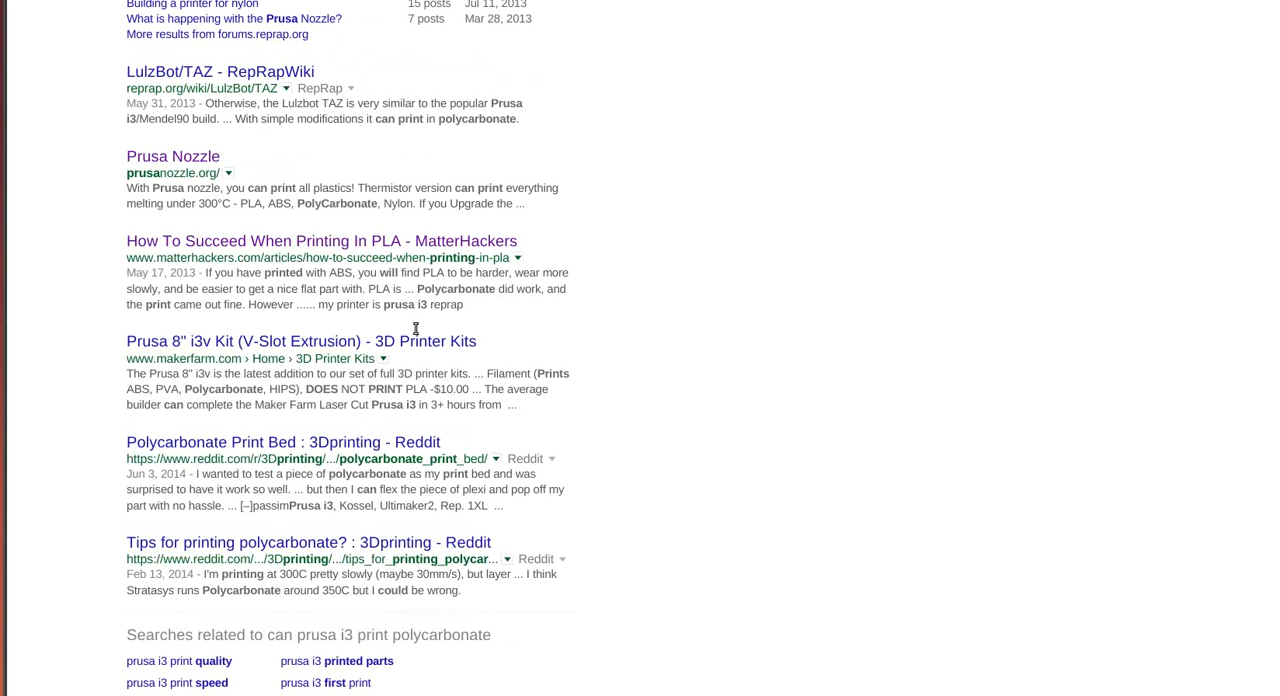 Building a printer for nylon 15 posts Jul 11, 2013
What is happening with the Prusa Nozzle? 7 posts Mar 28, 2013
More results from forums.reprap.org
LulzBot/TAZ - RepRapWiki
reprap.org/wiki/LulzBot/TAZ RepRap
May 31, 2013 - Otherwise, the Lulzbot TAZ is very similar to the popular Prusa
i3/Mendel90 build. ... With simple modifications it can print in polycarbonate.
Prusa Nozzle
prusanozzle.org/
With Prusa nozzle, you can print all plastics! Thermistor version can print everything
melting under 300°C - PLA, ABS, PolyCarbonate, Nylon. If you Upgrade the ...
How To Succeed When Printing In PLA - MatterHackers
www.matterhackers.com/articles/how-to-succeed-when-printing-in-pla
May 17, 2013 - If you have printed with ABS, you will find PLA to be harder, wear more
slowly, and be easier to get a nice flat part with. PLA is ... Polycarbonate did work, and
the print came out fine. However ...... my printer is prusa i3 reprap
Prusa 8" i3v Kit (V-Slot Extrusion) - 3D Printer Kits
www.makerfarm.com › Home › 3D Printer Kits
The Prusa 8" i3v is the latest addition to our set of full 3D printer kits. ... Filament (Prints
ABS, PVA, Polycarbonate, HIPS), DOES NOT PRINT PLA -$10.00 ... The average
builder can complete the Maker Farm Laser Cut Prusa i3 in 3+ hours from ...
Polycarbonate Print Bed : 3Dprinting - Reddit
https://www.reddit.com/r/3Dprinting/.../polycarbonate_print_bed/ Reddit
Jun 3, 2014 - I wanted to test a piece of polycarbonate as my print bed and was
surprised to have it work so well. ... but then I can flex the piece of plexi and pop off my
part with no hassle. ... [–]passimPrusa i3, Kossel, Ultimaker2, Rep. 1XL ...
Tips for printing polycarbonate? : 3Dprinting - Reddit
https://www.reddit.com/.../3Dprinting/.../tips_for_printing_polycar... Reddit
Feb 13, 2014 - I'm printing at 300C pretty slowly (maybe 30mm/s), but layer ... I think
Stratasys runs Polycarbonate around 350C but I could be wrong.
Searches related to can prusa i3 print polycarbonate
prusa i3 print quality prusa i3 printed parts
prusa i3 print speed prusa i3 first print